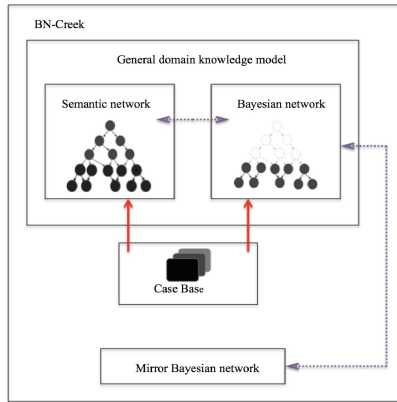 BN-Creek
General domain knowledge model
Semantic network
Bayesian network
Case Base
Mirror Bayesian network